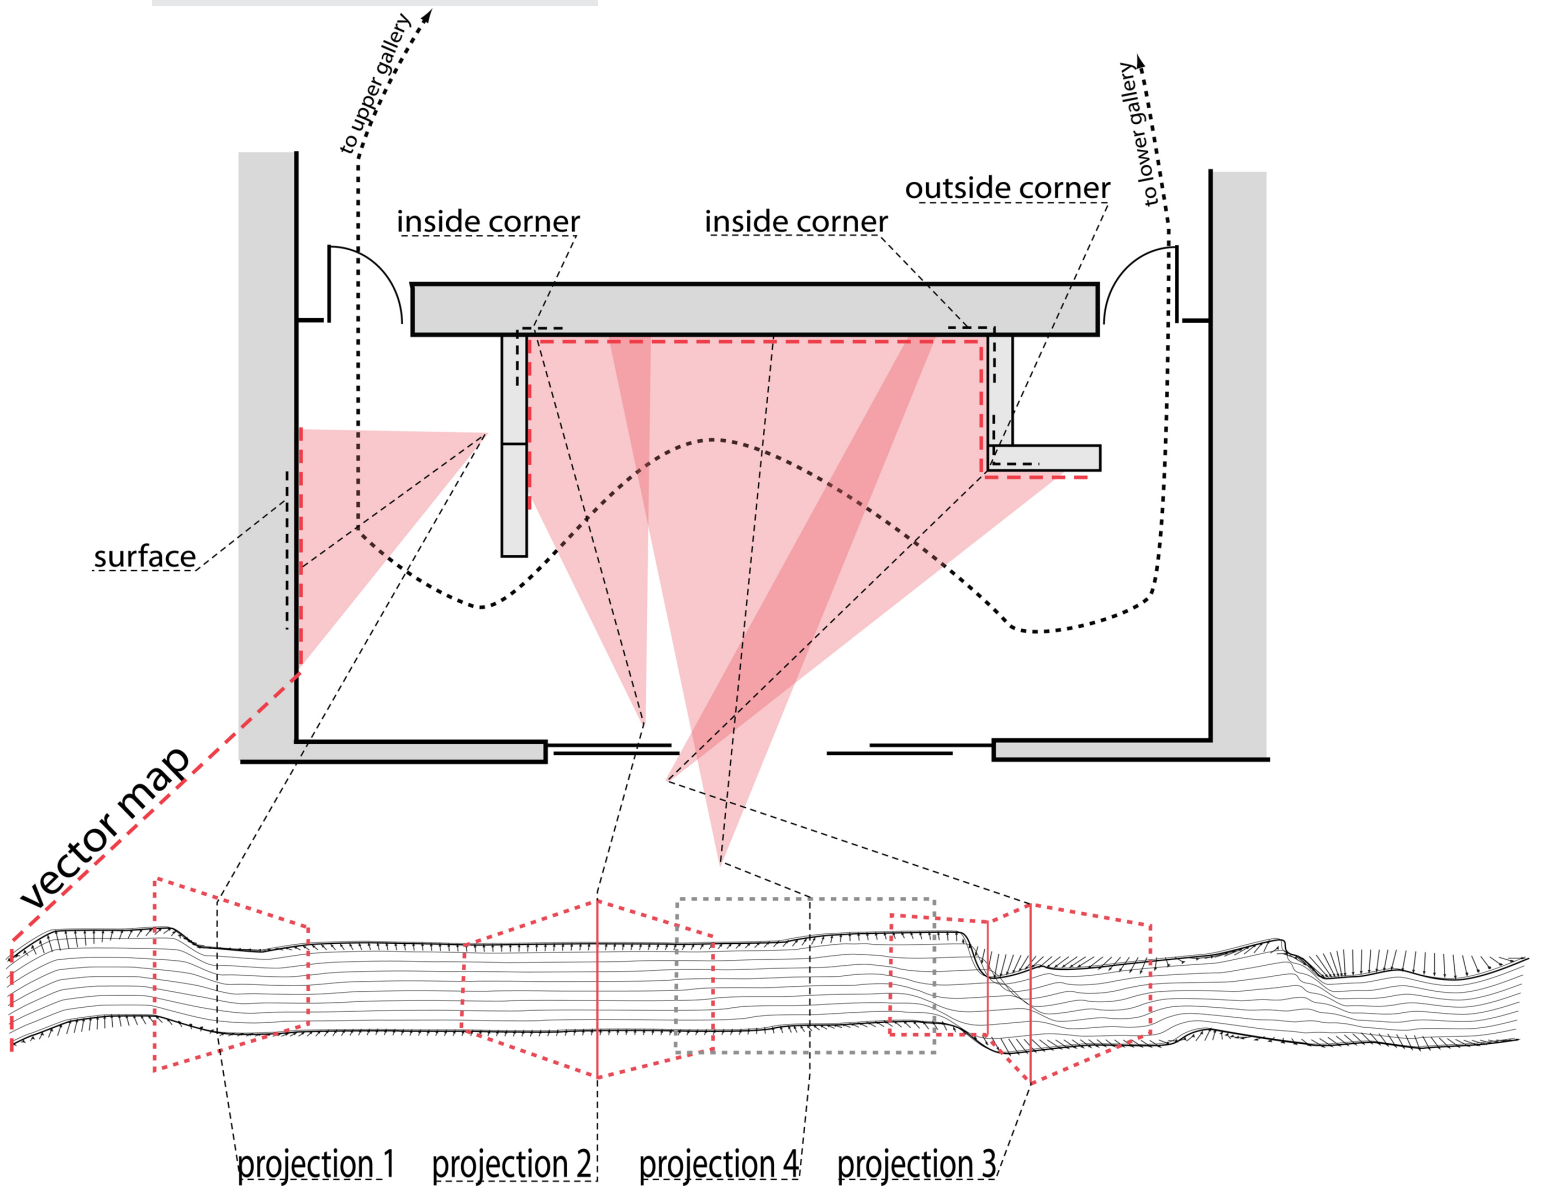 to upper gallery
to lower gallery
outside corner
inside corner
inside corner
surface
vector map
projection 1
projection 2
projection 4
projection 3